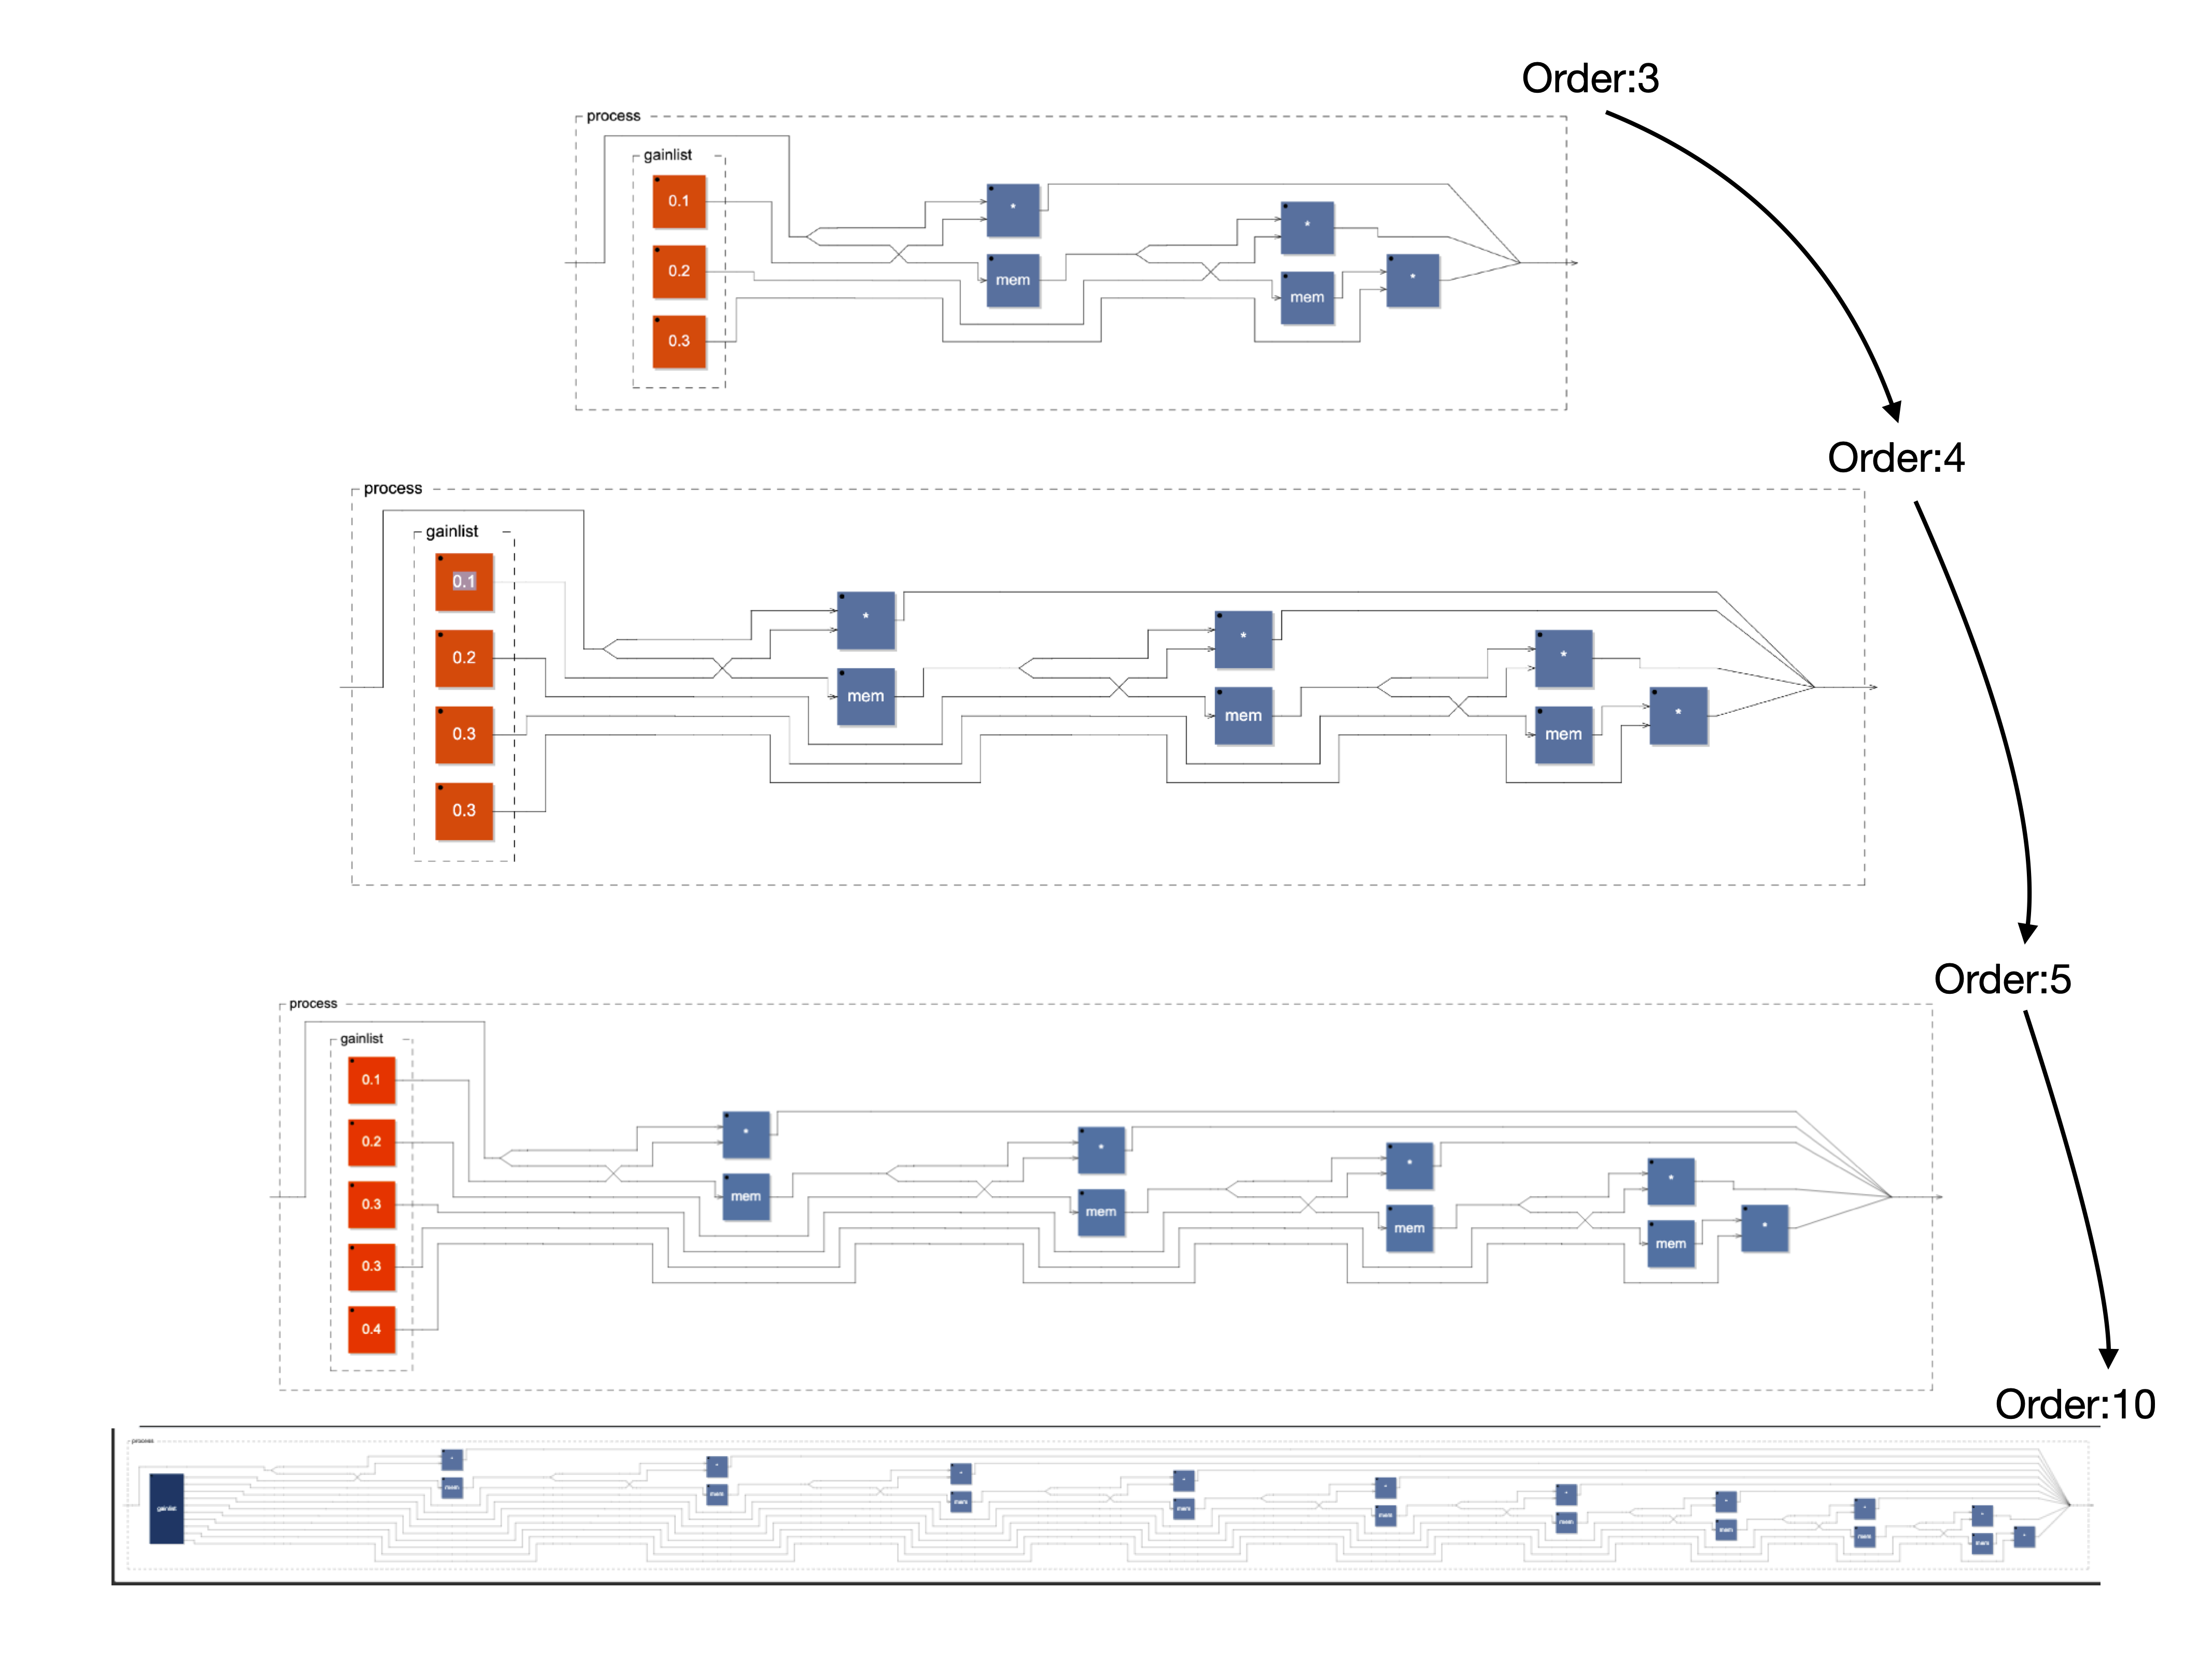 Order:3
process
gainlist
0.1
0.2
0.3
*
mem
*
mem
*
Order:4
process
gainlist
0.1
0.2
0.3
0.3
*
mem
*
mem
*
mem
*
Order:5
process
gainlist
0.1
0.2
0.3
0.3
0.4
*
mem
*
mem
*
mem
*
mem
*
Order:10
process
gainlist
*
mem
*
mem
*
mem
*
mem
*
mem
*
mem
*
mem
*
mem
*
mem
*